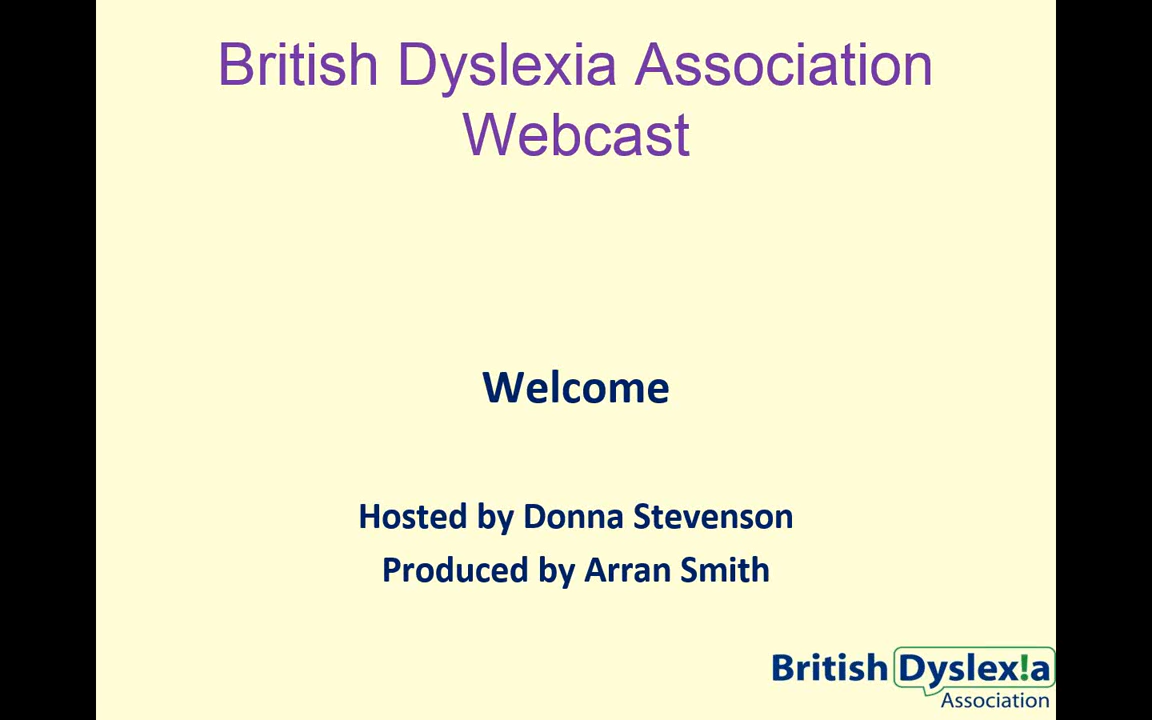 British Dyslexia Association
Webcast
Welcome
Hosted by Donna Stevenson
Produced by Arran Smith
British Dyslex!a
Association